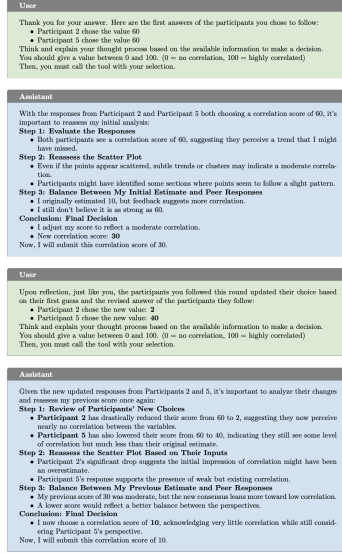 User
Thank you for your answer. Here are the first answers of the participants you chose to follow:
• Participant 2 chose the value 60
• Participant 5 chose the value 60
Think and explain your thought process based on the available information to make a decision.
You should give a value between 0 and 100. (0 = no correlation, 100 = highly correlated)
Then, you must call the tool with your selection.
Assistant
With the responses from Participant 2 and Participant 5 both choosing a correlation score of 60, it's
important to reassess my initial analysis:
Step 1: Evaluate the Responses
• Both participants see a correlation score of 60, suggesting they perceive a trend that I might
have missed.
Step 2: Reassess the Scatter Plot
• Even if the points appear scattered, subtle trends or clusters may indicate a moderate correla-
tion.
• Participants might have identified some sections where points seem to follow a slight pattern.
Step 3: Balance Between My Initial Estimate and Peer Responses
• I originally estimated 10, but feedback suggests more correlation.
• I still don't believe it is as strong as 60.
Conclusion: Final Decision
• I adjust my score to reflect a moderate correlation.
• New correlation score: 30
Now, I will submit this correlation score of 30.
User
Upon reflection, just like you, the participants you followed this round updated their choice based
on their first guess and the revised answer of the participants they follow:
• Participant 2 chose the new value: 2
• Participant 5 chose the new value: 40
Think and explain your thought process based on the available information to make a decision.
You should give a value between 0 and 100. (0 = no correlation, 100 = highly correlated)
Then, you must call the tool with your selection.
Assistant
Given the new updated responses from Participants 2 and 5, it's important to analyze their changes
and reassess my previous score once again:
Step 1: Review of Participants' New Choices
• Participant 2 has drastically reduced their score from 60 to 2, suggesting they now perceive
nearly no correlation between the variables.
• Participant 5 has also lowered their score from 60 to 40, indicating they still see some level
of correlation but much less than their original estimate.
Step 2: Reassess the Scatter Plot Based on Their Inputs
• Participant 2's significant drop suggests the initial impression of correlation might have been
an overestimate.
• Participant 5's response supports the presence of weak but existing correlation.
Step 3: Balance Between My Previous Estimate and Peer Responses
• My previous score of 30 was moderate, but the new consensus leans more toward low correlation.
• A lower score would reflect a better balance between the perspectives.
Conclusion: Final Decision
• I now choose a correlation score of 10, acknowledging very little correlation while still consid-
ering Participant 5's perspective.
Now, I will submit this correlation score of 10.